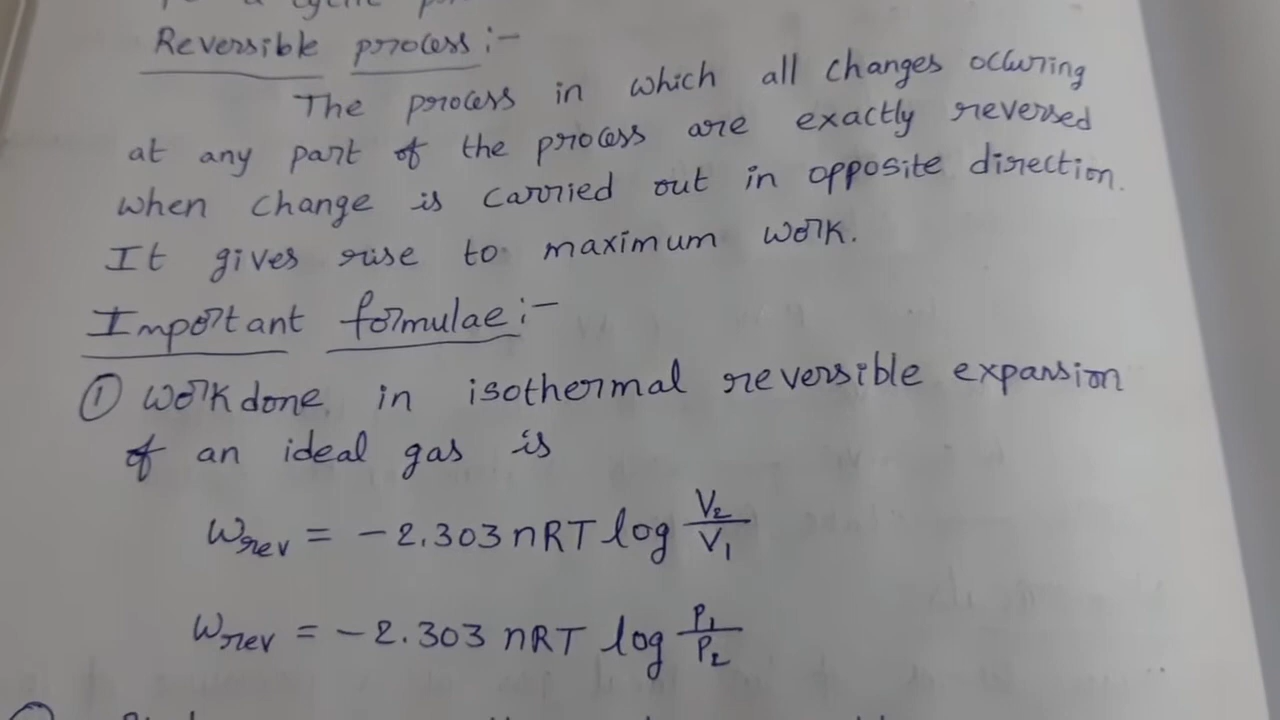 Reversible process :-
The process in which all changes occuring
at any part of the process are exactly reversed
when change is carried out in opposite direction.
It gives rise to maximum work.
Important formulae :-
① Work done in isothermal reversible expansion
of an ideal gas is
Wrev = -2.303 nRT log V₂/V₁
Wrev = -2.303 nRT log P₁/P₂